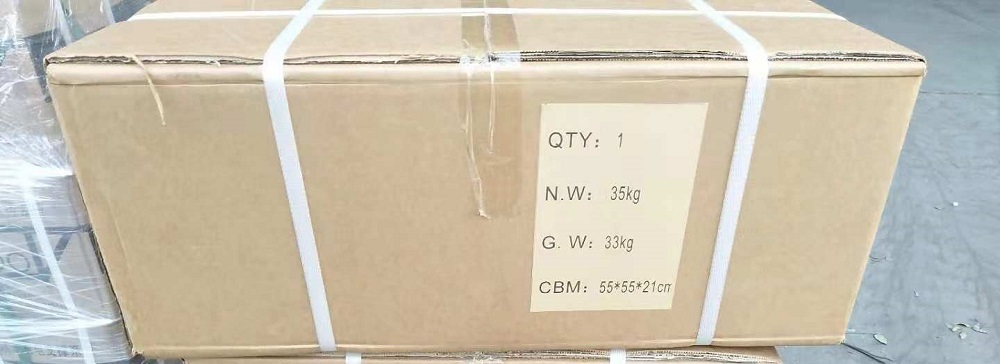 QTY: 1
N.W: 35kg
G.W: 33kg
CBM: 55*55*21cm